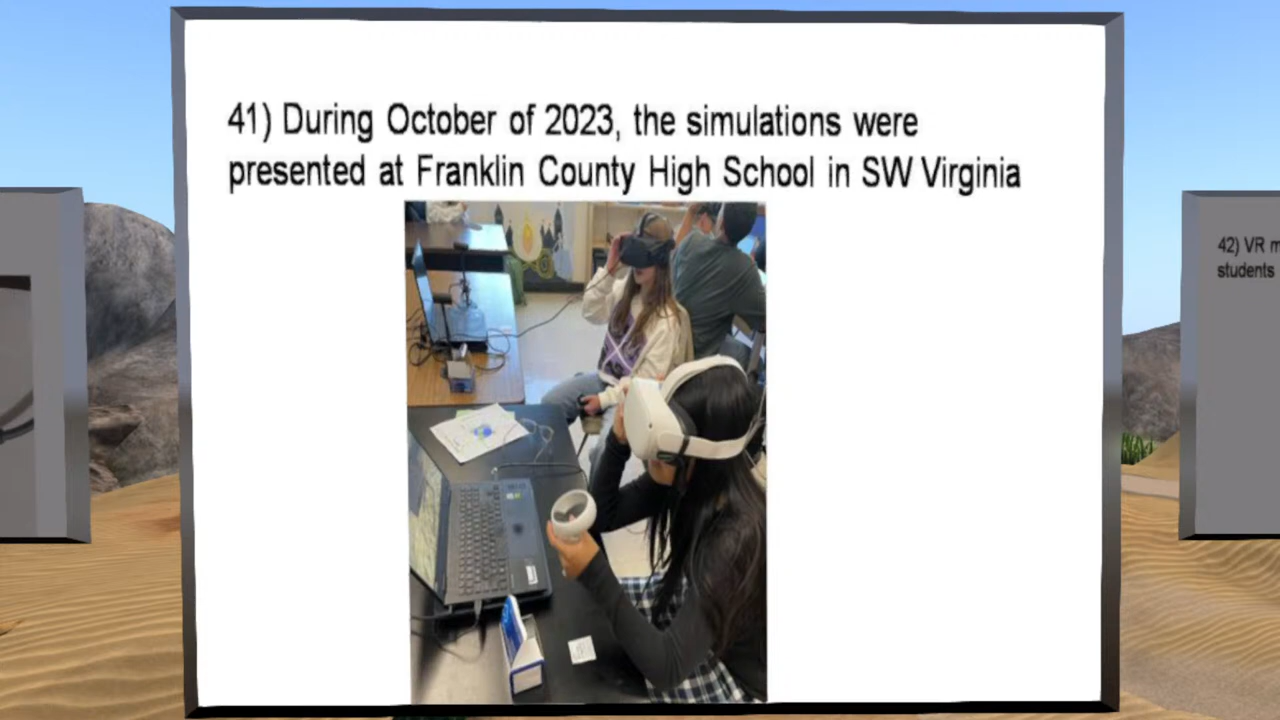 41) During October of 2023, the simulations were
presented at Franklin County High School in SW Virginia
42) VR
students